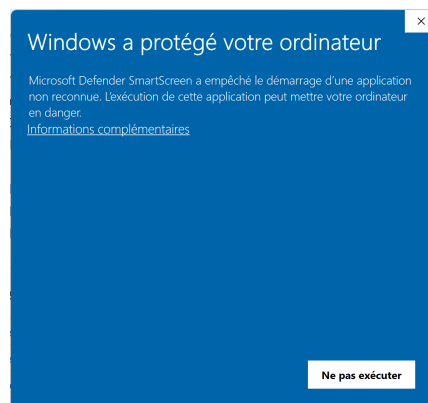 Windows a protégé votre ordinateur
Microsoft Defender SmartScreen a empêché le démarrage d'une application
non reconnue. L'exécution de cette application peut mettre votre ordinateur
en danger.
Informations complémentaires
Ne pas exécuter